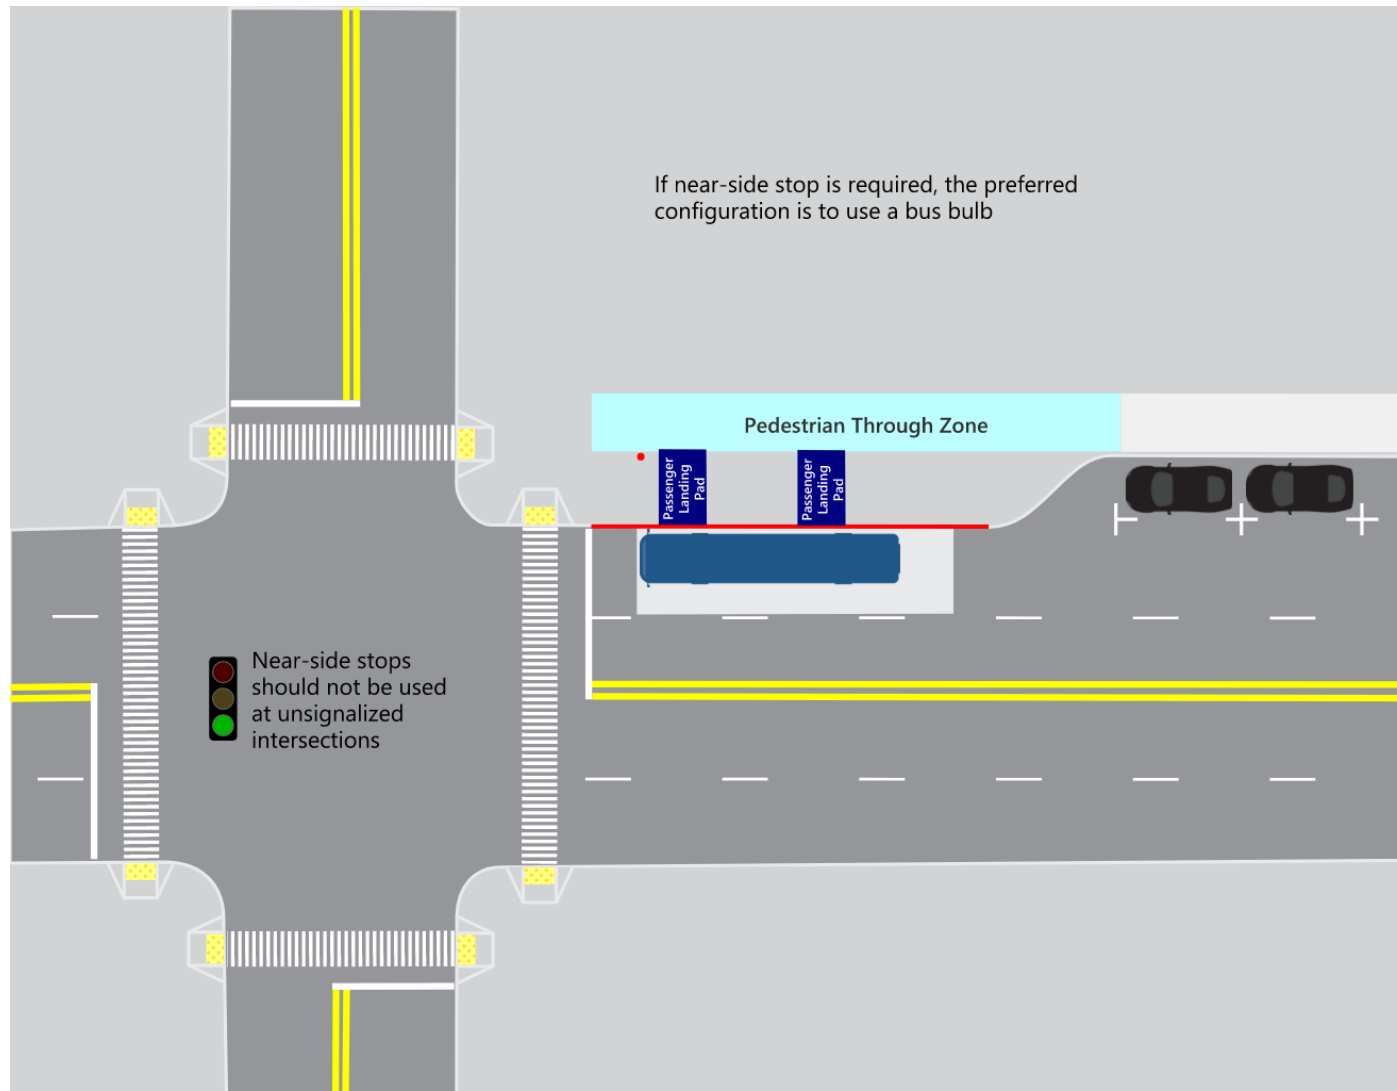 If near-side stop is required, the preferred
configuration is to use a bus bulb
Pedestrian Through Zone
Passenger
Landing
Pad
Passenger
Landing
Pad
Near-side stops
should not be used
at unsignalized
intersections